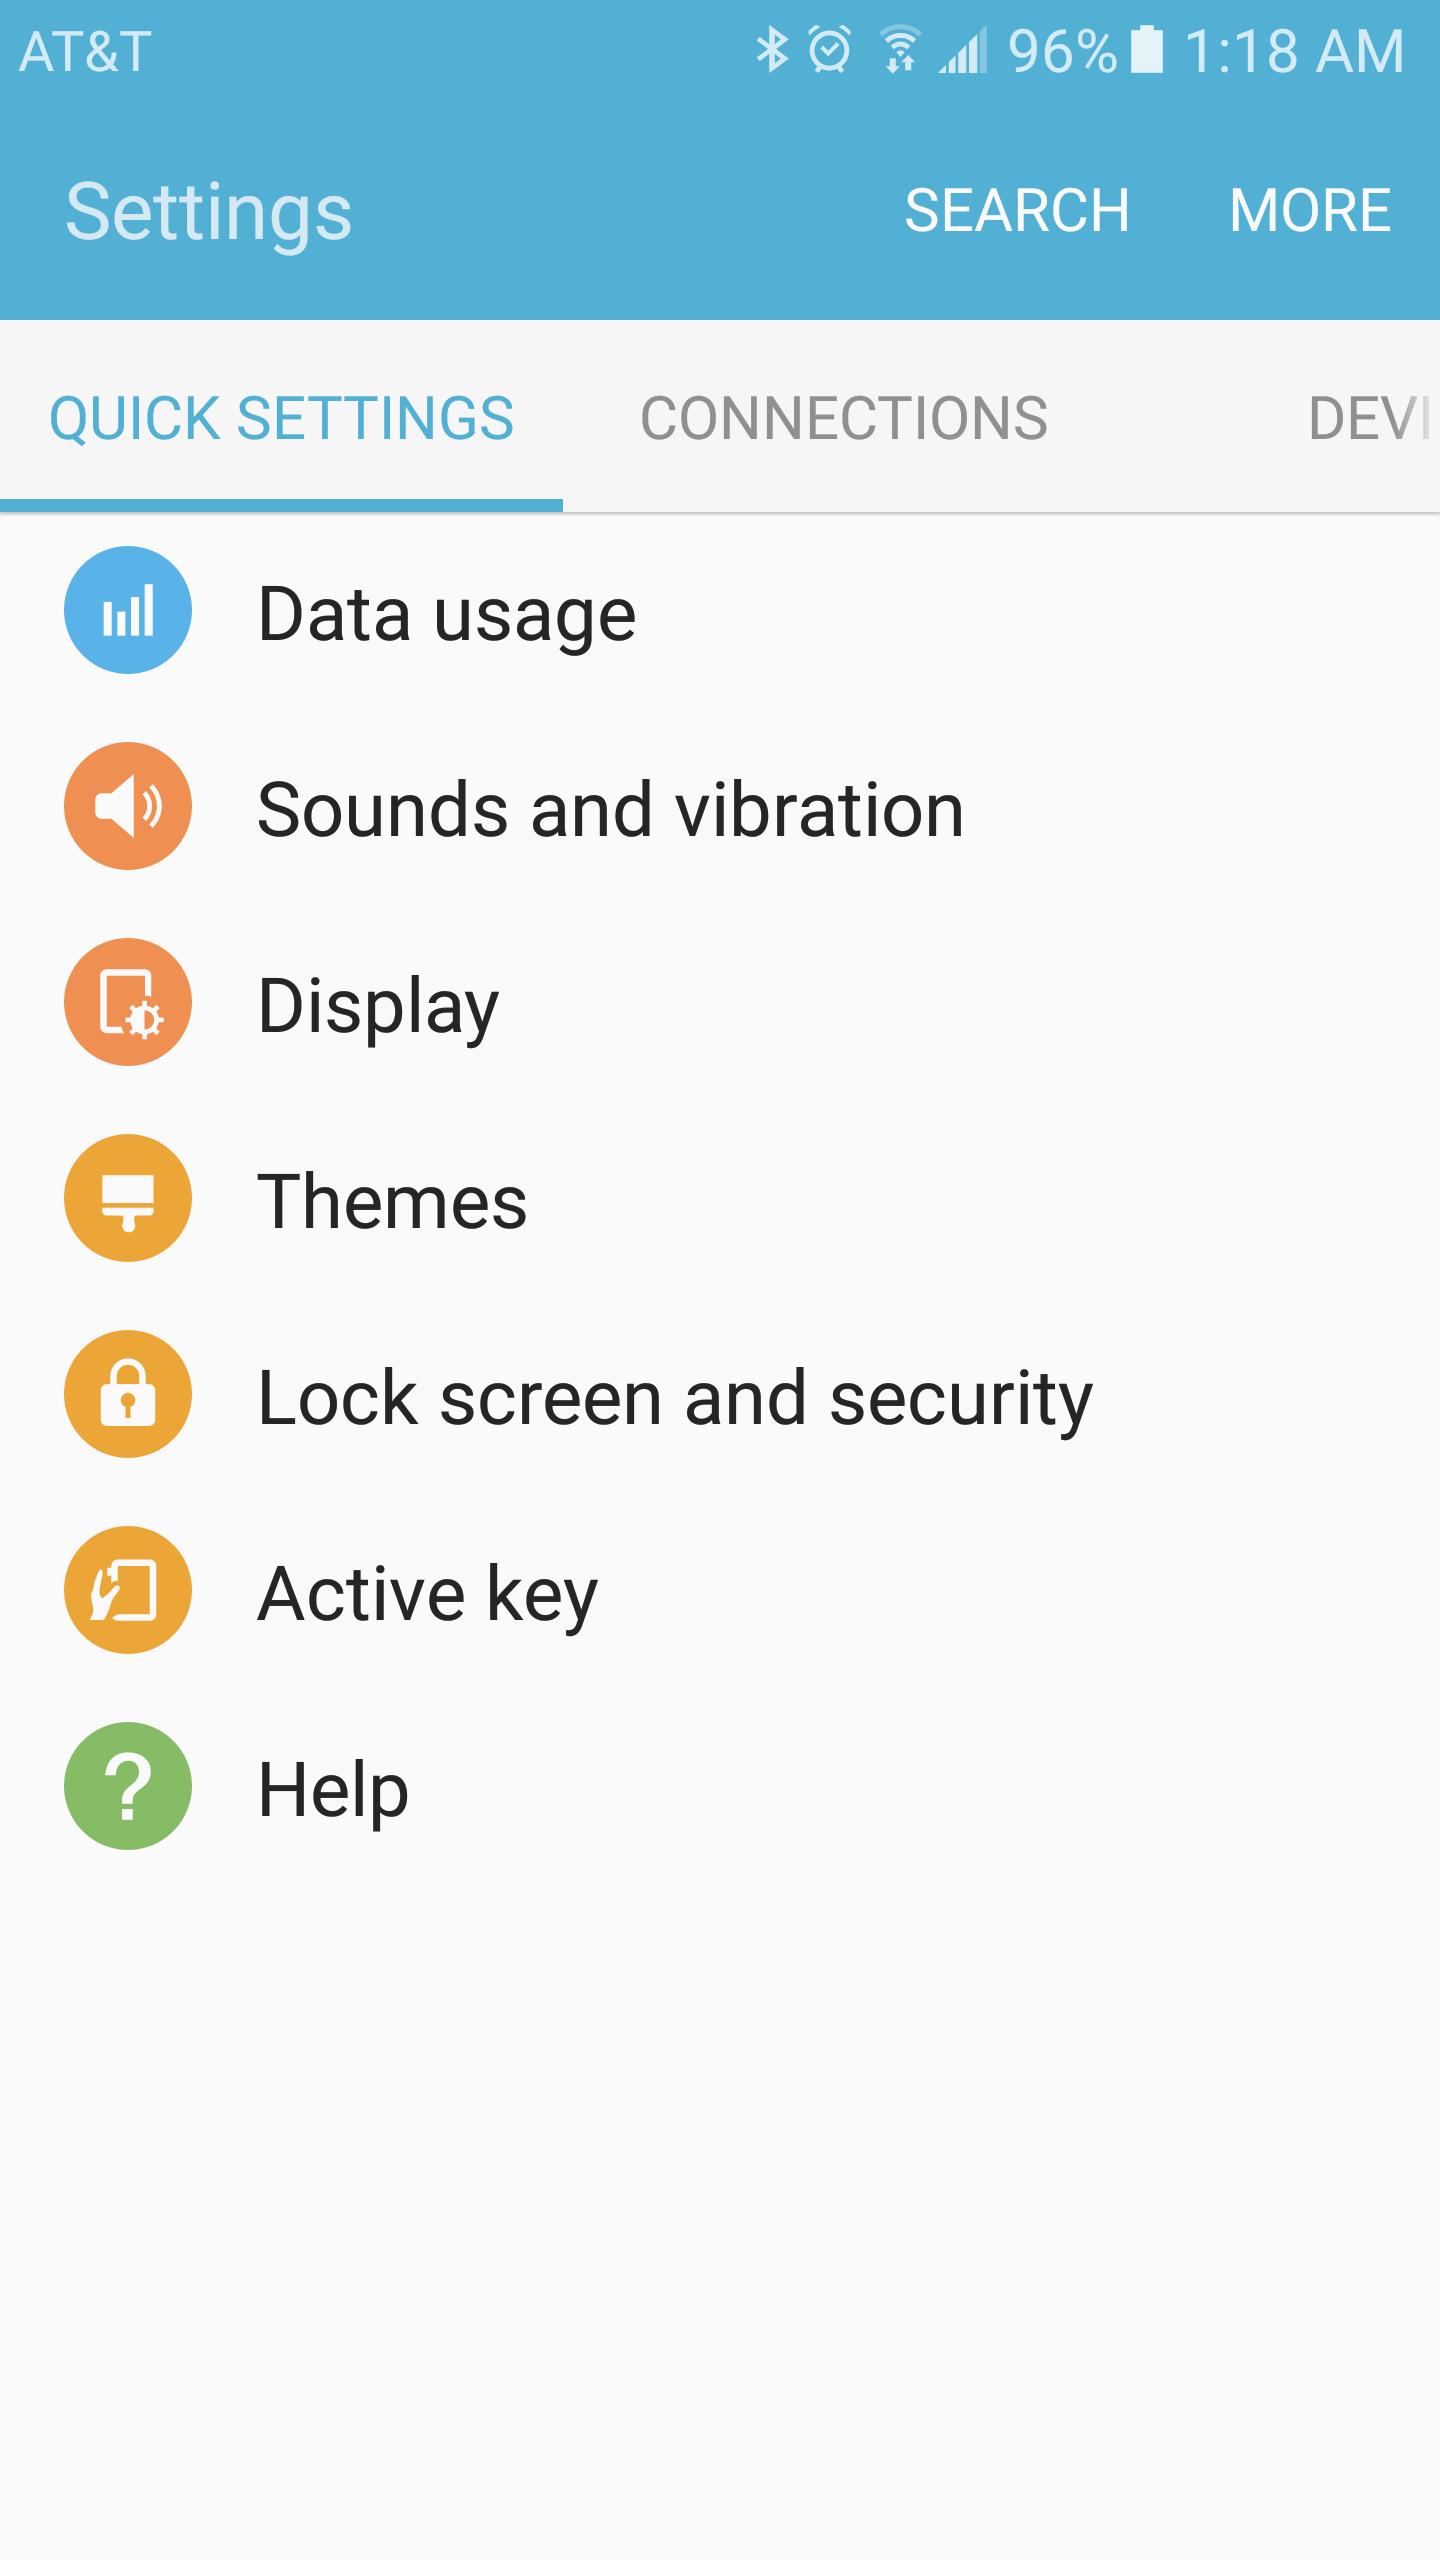 AT&T 96% 1:18 AM
Settings SEARCH MORE
QUICK SETTINGS CONNECTIONS DEVI
Data usage
Sounds and vibration
Display
Themes
Lock screen and security
Active key
Help